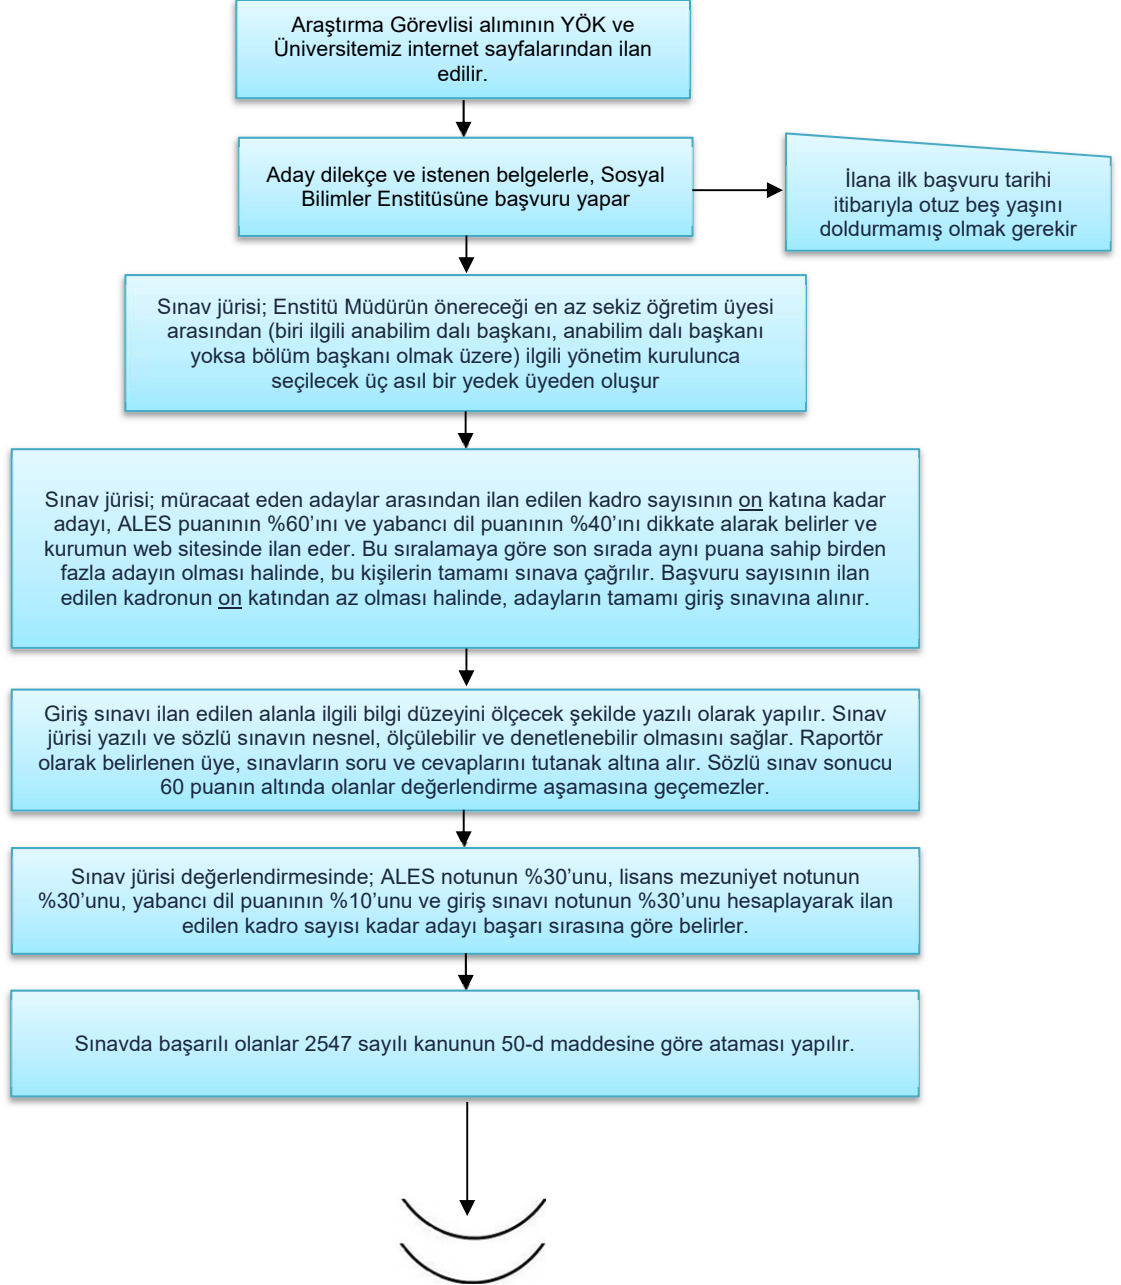 Araştırma Görevlisi alımının YÖK ve
Üniversitemiz internet sayfalarından ilan
edilir.
Aday dilekçe ve istenen belgelerle, Sosyal
Bilimler Enstitüsüne başvuru yapar
İlana ilk başvuru tarihi
itibarıyla otuz beş yaşını
doldurmamış olmak gerekir
Sınav jürisi; Enstitü Müdürün önereceği en az sekiz öğretim üyesi
arasından (biri ilgili anabilim dalı başkanı, anabilim dalı başkanı
yoksa bölüm başkanı olmak üzere) ilgili yönetim kurulunca
seçilecek üç asıl bir yedek üyeden oluşur
Sınav jürisi; müracaat eden adaylar arasından ilan edilen kadro sayısının on katına kadar
adayı, ALES puanının %60’ını ve yabancı dil puanının %40’ını dikkate alarak belirler ve
kurumun web sitesinde ilan eder. Bu sıralamaya göre son sırada aynı puana sahip birden
fazla adayın olması halinde, bu kişilerin tamamı sınava çağrılır. Başvuru sayısının ilan
edilen kadronun on katından az olması halinde, adayların tamamı giriş sınavına alınır.
Giriş sınavı ilan edilen alanla ilgili bilgi düzeyini ölçecek şekilde yazılı olarak yapılır. Sınav
jürisi yazılı ve sözlü sınavın nesnel, ölçülebilir ve denetlenebilir olmasını sağlar. Raportör
olarak belirlenen üye, sınavların soru ve cevaplarını tutanak altına alır. Sözlü sınav sonucu
60 puanın altında olanlar değerlendirme aşamasına geçemezler.
Sınav jürisi değerlendirmesinde; ALES notunun %30’unu, lisans mezuniyet notunun
%30’unu, yabancı dil puanının %10’unu ve giriş sınavı notunun %30’unu hesaplayarak ilan
edilen kadro sayısı kadar adayı başarı sırasına göre belirler.
Sınavda başarılı olanlar 2547 sayılı kanunun 50-d maddesine göre ataması yapılır.